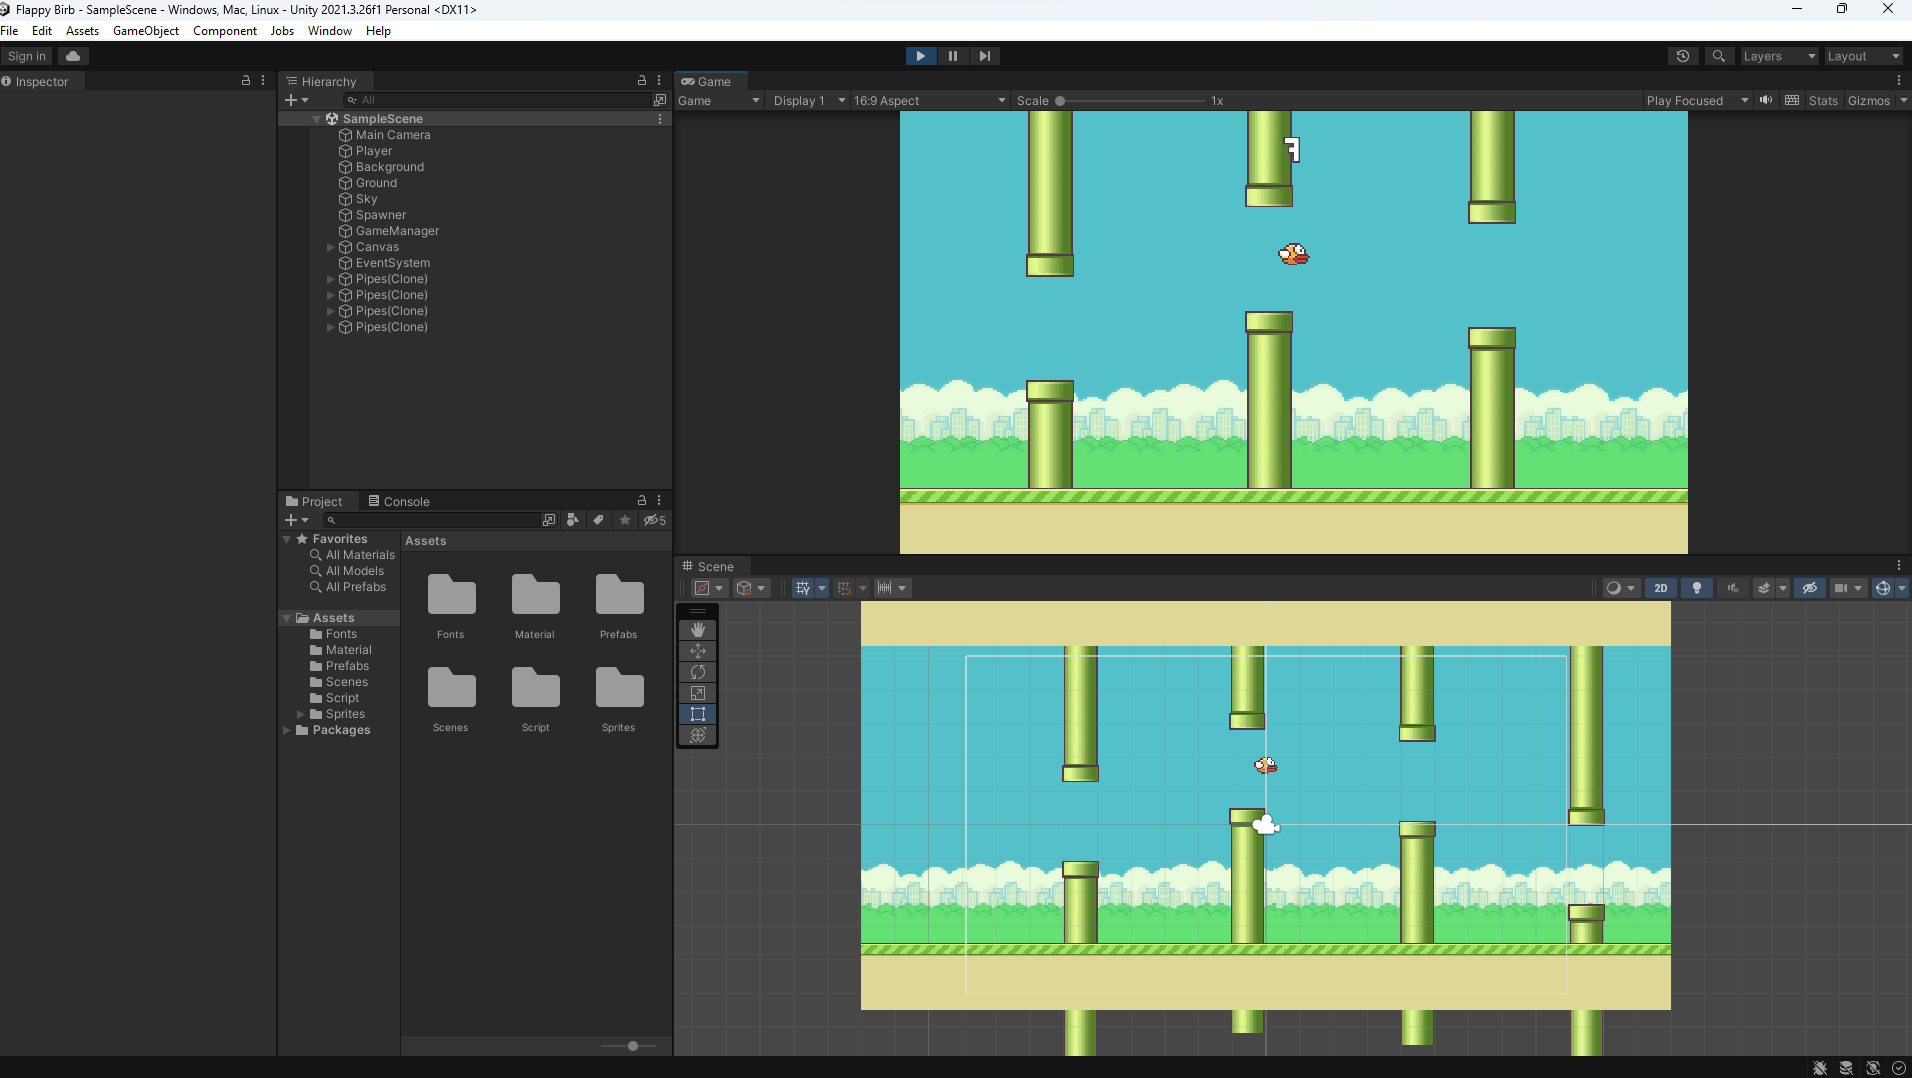 Flappy Birb - SampleScene - Windows, Mac, Linux - Unity 2021.3.26f1 Personal <DX11>
File Edit Assets GameObject Component Jobs Window Help
Sign in
Layers Layout
Inspector
Hierarchy
All
SampleScene
Main Camera
Player
Background
Ground
Sky
Spawner
GameManager
Canvas
EventSystem
Pipes(Clone)
Pipes(Clone)
Pipes(Clone)
Pipes(Clone)
Game
Game Display 1 16:9 Aspect Scale 1x Play Focused Stats Gizmos
Project Console
5
Favorites
All Materials
All Models
All Prefabs
Assets
Fonts
Material
Prefabs
Scenes
Script
Sprites
Packages
Assets
Fonts Material Prefabs
Scenes Script Sprites
Scene
2D